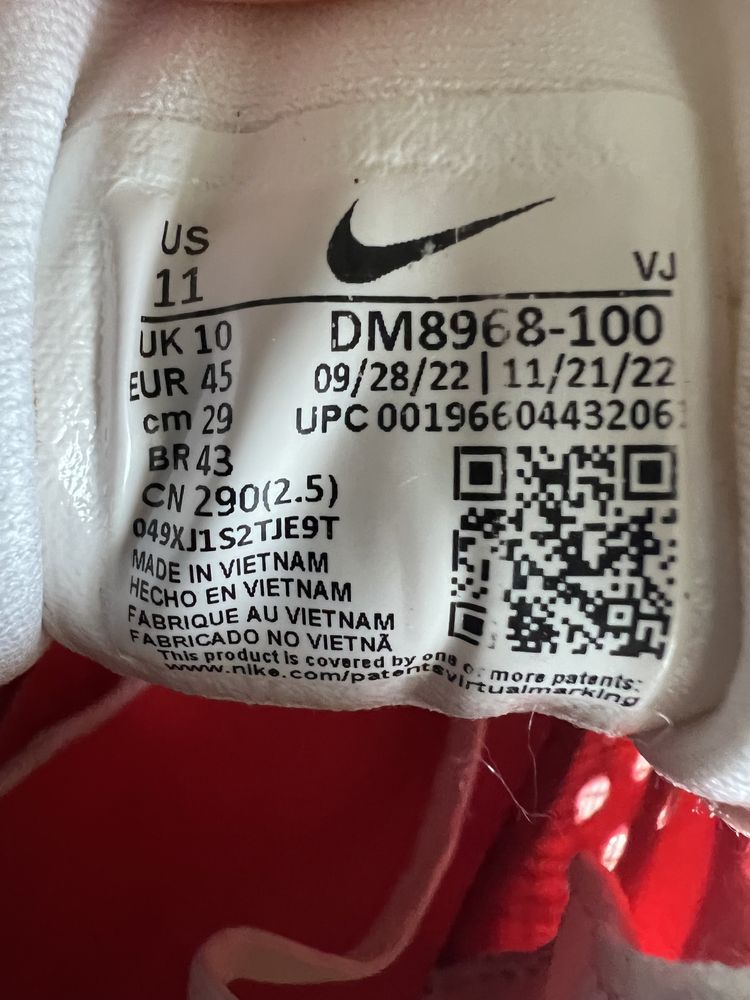 US
11
VJ
UK 10
EUR 45
cm 29
BR 43
CN 290(2.5)
DM8968-100
09/28/22 | 11/21/22
UPC 0019660443206
049XJ1S2TJE9T
MADE IN VIETNAM
HECHO EN VIETNAM
FABRIQUE AU VIETNAM
FABRICADO NO VIETNÃ
This product is covered by one or more patents:
www.nike.com/patentsvirtualmarking